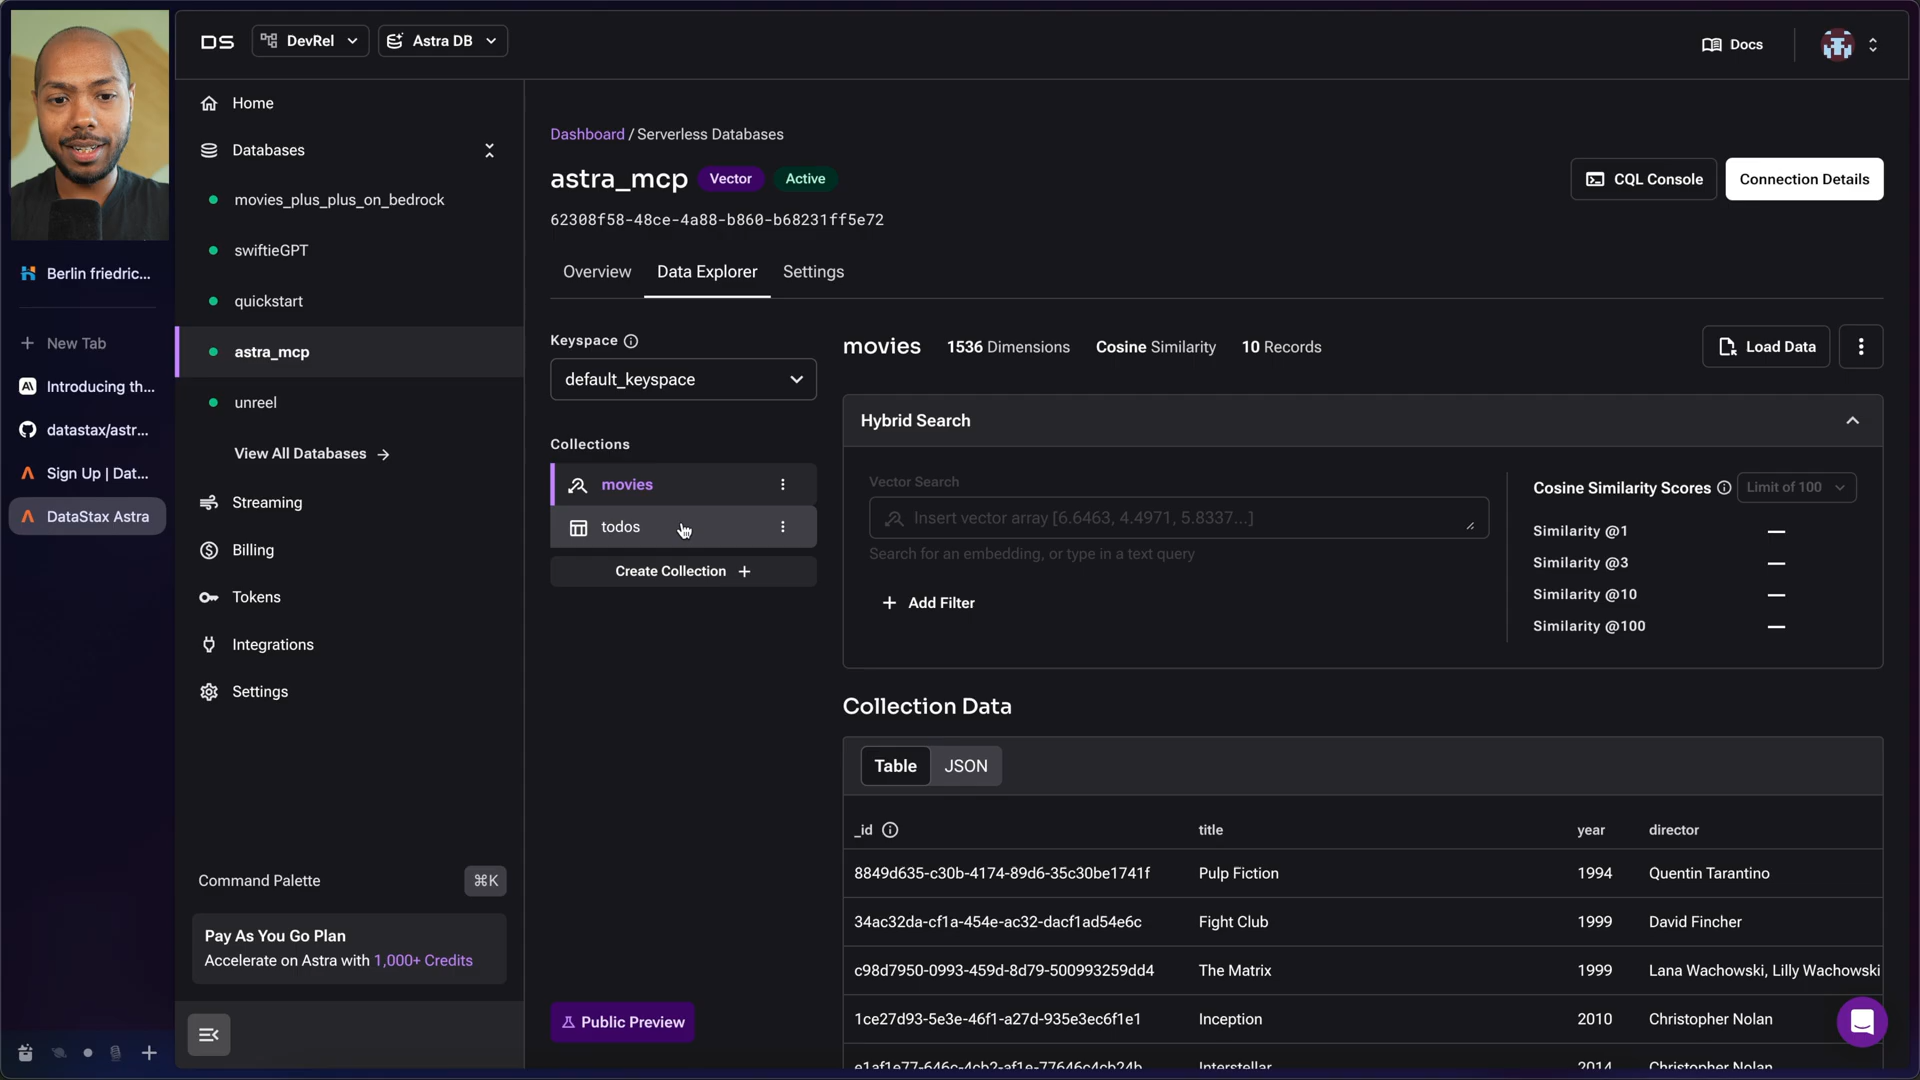 DS
DevRel
Astra DB
Docs
Berlin friedric...
New Tab
Introducing th...
datastax/astr...
Sign Up | Dat...
DataStax Astra
Home
Databases
movies_plus_plus_on_bedrock
swiftieGPT
quickstart
astra_mcp
unreel
View All Databases →
Streaming
Billing
Tokens
Integrations
Settings
Command Palette
⌘K
Pay As You Go Plan
Accelerate on Astra with 1,000+ Credits
Dashboard / Serverless Databases
astra_mcp Vector Active
CQL Console
Connection Details
62308f58-48ce-4a88-b860-b68231ff5e72
Overview Data Explorer Settings
Keyspace
default_keyspace
Collections
movies
todos
Create Collection +
Public Preview
movies 1536 Dimensions Cosine Similarity 10 Records
Load Data
Hybrid Search
Vector Search
Insert vector array [6.6463, 4.4971, 5.8337...]
Search for an embedding, or type in a text query
+ Add Filter
Cosine Similarity Scores
Limit of 100
Similarity @1 —
Similarity @3 —
Similarity @10 —
Similarity @100 —
Collection Data
Table JSON
_id title year director
8849d635-c30b-4174-89d6-35c30be1741f Pulp Fiction 1994 Quentin Tarantino
34ac32da-cf1a-454e-ac32-dacf1ad54e6c Fight Club 1999 David Fincher
c98d7950-0993-459d-8d79-500993259dd4 The Matrix 1999 Lana Wachowski, Lilly Wachowski
1ce27d93-5e3e-46f1-a27d-935e3ec6f1e1 Inception 2010 Christopher Nolan
e1af1e77-646c-4cb2-af1e-77646c4cb24b Interstellar 2014 Christopher Nolan